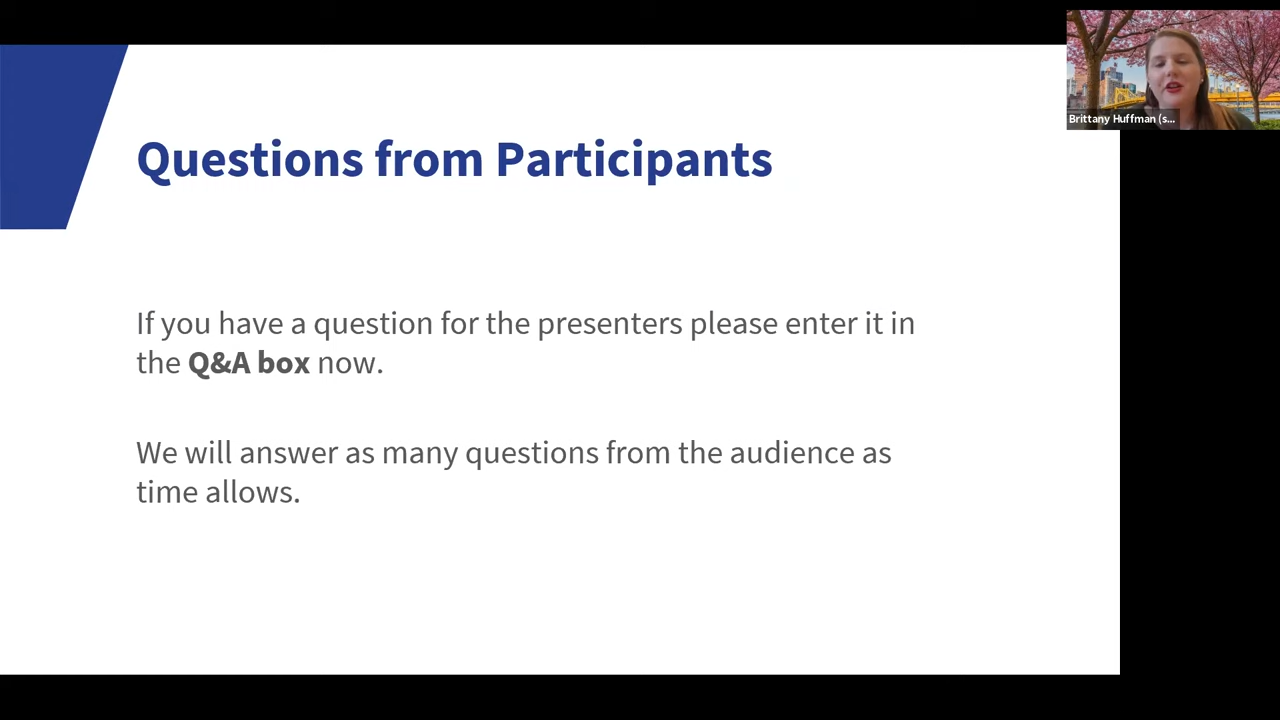 Brittany Huffman (s...
Questions from Participants
If you have a question for the presenters please enter it in
the Q&A box now.
We will answer as many questions from the audience as
time allows.